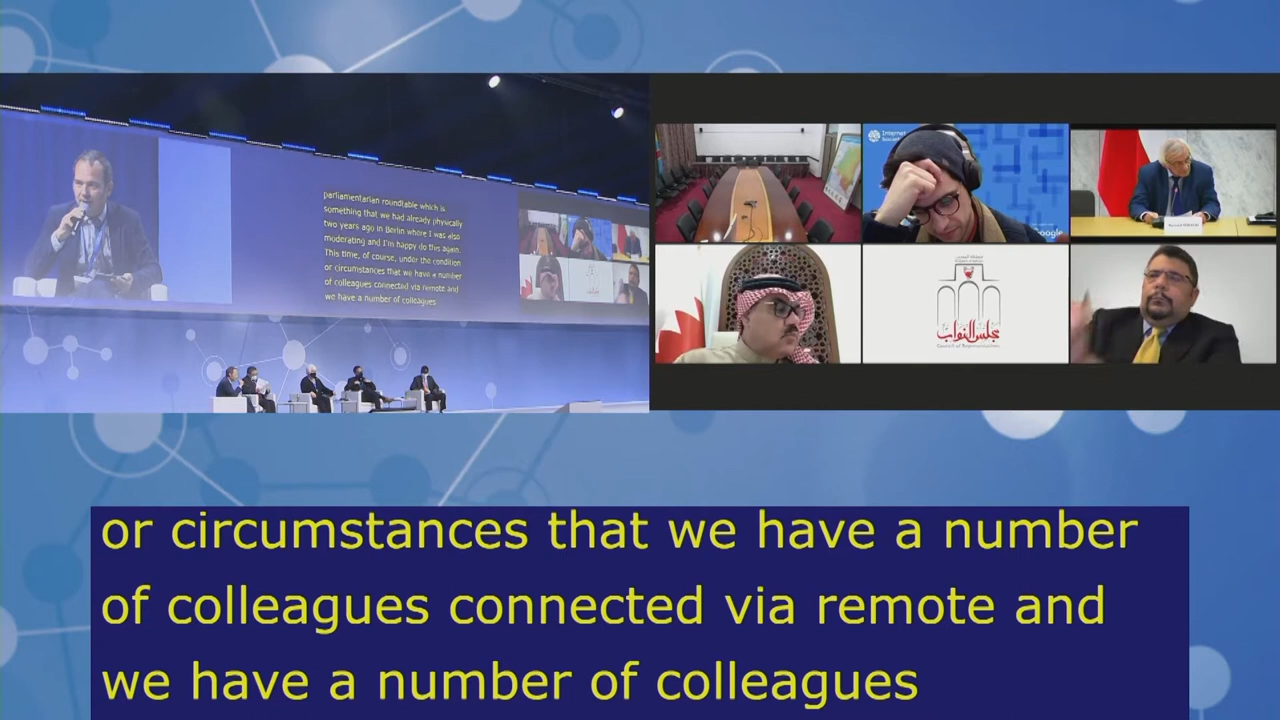 parliamentarian roundtable which is
something that we had already physically
two years ago in Berlin where I was also
moderating and I'm happy do this again.
This time, of course, under the condition
or circumstances that we have a number
of colleagues connected via remote and
we have a number of colleagues
Internet
Google
مجلس النواب
Council of Representatives
or circumstances that we have a number
of colleagues connected via remote and
we have a number of colleagues